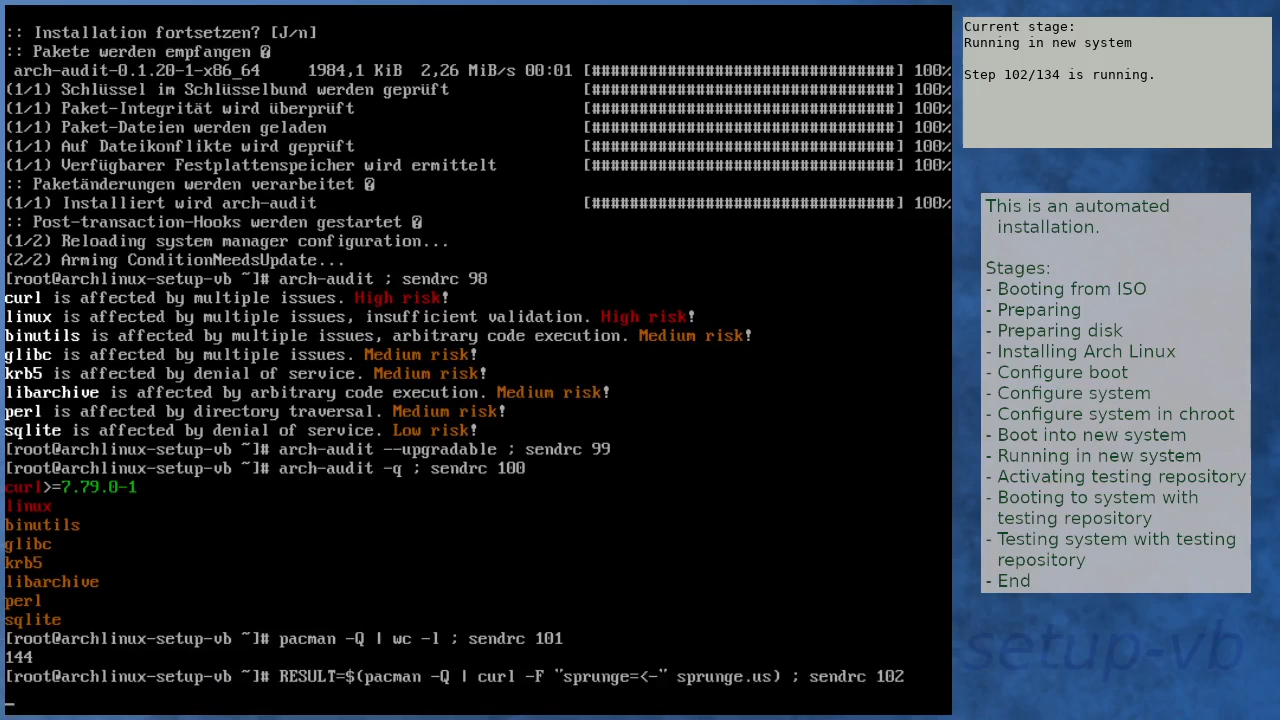 :: Installation fortsetzen? [J/n]
:: Pakete werden empfangen �
arch-audit-0.1.20-1-x86_64     1984,1 KiB  2,26 MiB/s 00:01 [################################] 100%
(1/1) Schlüssel im Schlüsselbund werden geprüft [################################] 100%
(1/1) Paket-Integrität wird überprüft [################################] 100%
(1/1) Paket-Dateien werden geladen [################################] 100%
(1/1) Auf Dateikonflikte wird geprüft [################################] 100%
(1/1) Verfügbarer Festplattenspeicher wird ermittelt [################################] 100%
:: Paketänderungen werden verarbeitet �
(1/1) Installiert wird arch-audit [################################] 100%
:: Post-transaction-Hooks werden gestartet �
(1/2) Reloading system manager configuration...
(2/2) Arming ConditionNeedsUpdate...
[root@archlinux-setup-vb ~]# arch-audit ; sendrc 98
curl is affected by multiple issues. High risk!
linux is affected by multiple issues, insufficient validation. High risk!
binutils is affected by multiple issues, arbitrary code execution. Medium risk!
glibc is affected by multiple issues. Medium risk!
krb5 is affected by denial of service. Medium risk!
libarchive is affected by arbitrary code execution. Medium risk!
perl is affected by directory traversal. Medium risk!
sqlite is affected by denial of service. Low risk!
[root@archlinux-setup-vb ~]# arch-audit --upgradable ; sendrc 99
[root@archlinux-setup-vb ~]# arch-audit -q ; sendrc 100
curl>=7.79.0-1
linux
binutils
glibc
krb5
libarchive
perl
sqlite
[root@archlinux-setup-vb ~]# pacman -Q | wc -l ; sendrc 101
144
[root@archlinux-setup-vb ~]# RESULT=$(pacman -Q | curl -F "sprunge=<-" sprunge.us) ; sendrc 102
_
Current stage:
Running in new system
Step 102/134 is running.
This is an automated
installation.
Stages:
- Booting from ISO
- Preparing
- Preparing disk
- Installing Arch Linux
- Configure boot
- Configure system
- Configure system in chroot
- Boot into new system
- Running in new system
- Activating testing repository
- Booting to system with
testing repository
- Testing system with testing
repository
- End
setup-vb